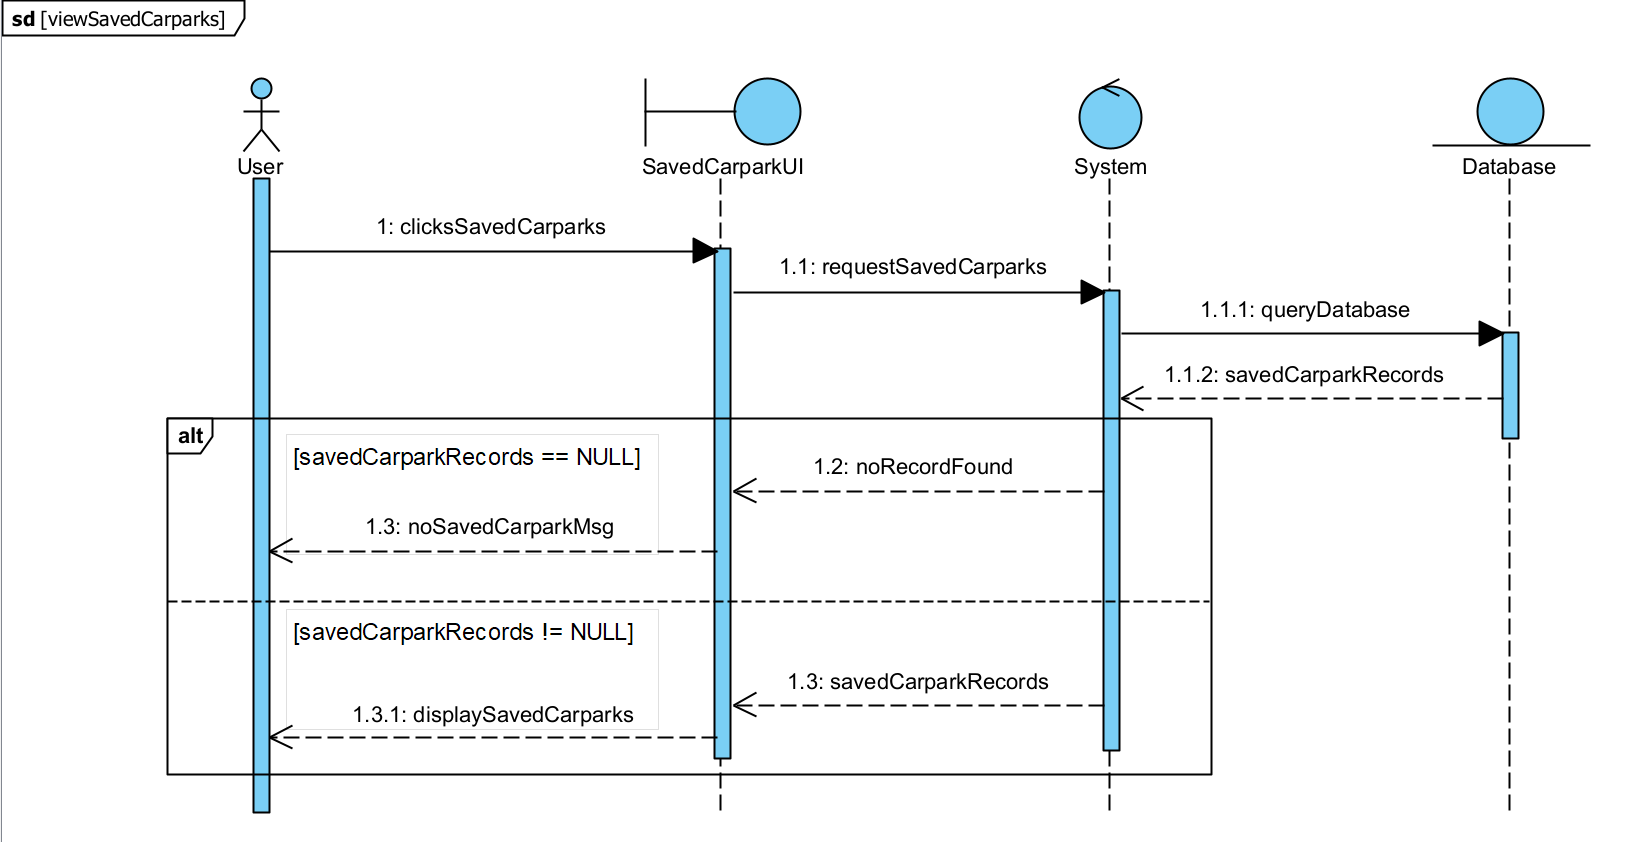 sd [viewSavedCarparks]
User
SavedCarparkUI
System
Database
1: clicksSavedCarparks
1.1: requestSavedCarparks
1.1.1: queryDatabase
1.1.2: savedCarparkRecords
alt
[savedCarparkRecords == NULL]
1.2: noRecordFound
1.3: noSavedCarparkMsg
[savedCarparkRecords != NULL]
1.3: savedCarparkRecords
1.3.1: displaySavedCarparks